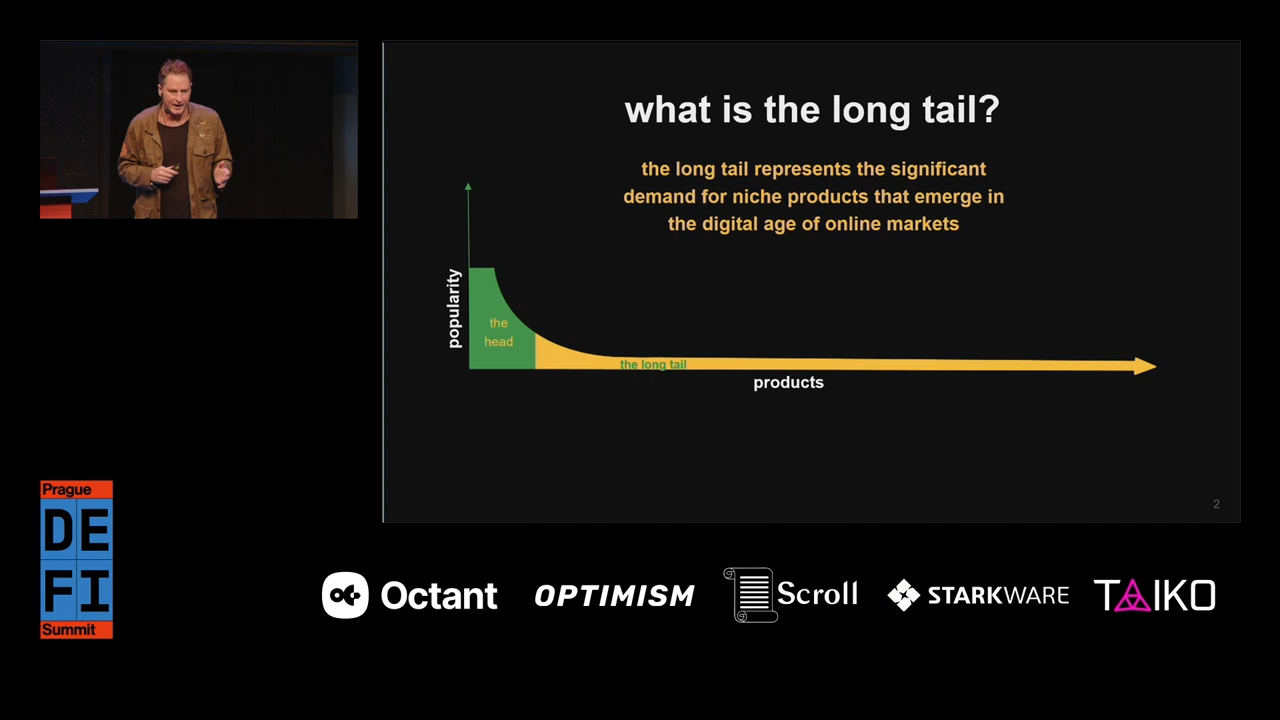 what is the long tail?
the long tail represents the significant
demand for niche products that emerge in
the digital age of online markets
popularity
the
head
the long tail
products
2
Prague
DE
FI
Summit
Octant
OPTIMISM
Scroll
STARKWARE
TAIKO